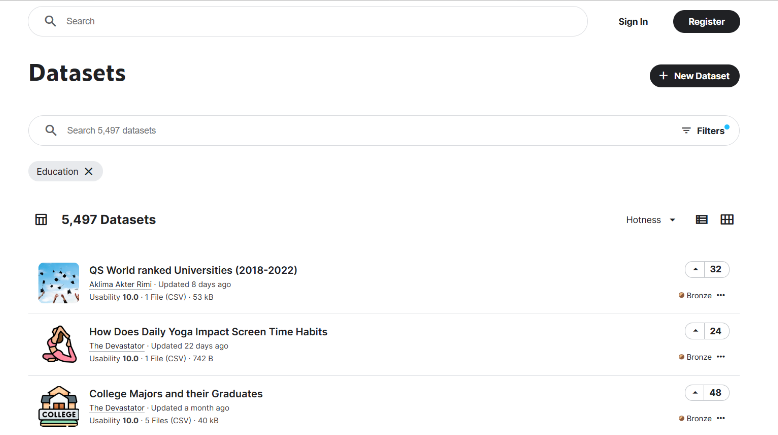 Search
Sign In
Register
Datasets
+ New Dataset
Search 5,497 datasets
Filters
Education
5,497 Datasets
Hotness
QS World ranked Universities (2018-2022)
Aklima Akter Rimi · Updated 8 days ago
Usability 10.0 · 1 File (CSV) · 53 kB
32
Bronze
How Does Daily Yoga Impact Screen Time Habits
The Devastator · Updated 22 days ago
Usability 10.0 · 1 File (CSV) · 742 B
24
Bronze
COLLEGE
College Majors and their Graduates
The Devastator · Updated a month ago
Usability 10.0 · 5 Files (CSV) · 40 kB
48
Bronze